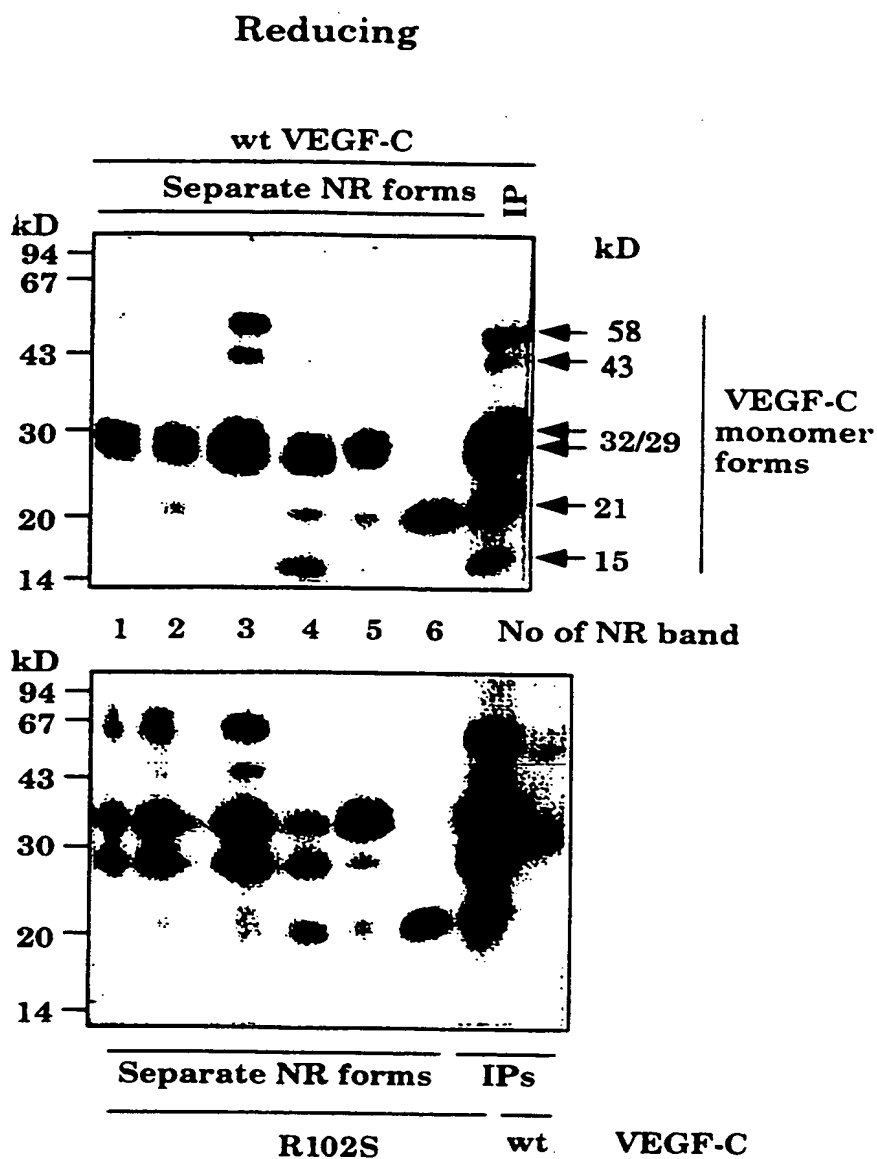 Reducing
wt VEGF-C
Separate NR forms
IP
kD
94
67
43
30
20
14
kD
58
43
32/29
21
15
VEGF-C
monomer
forms
1 2 3 4 5 6 No of NR band
kD
94
67
43
30
20
14
Separate NR forms IPs
R102S wt VEGF-C